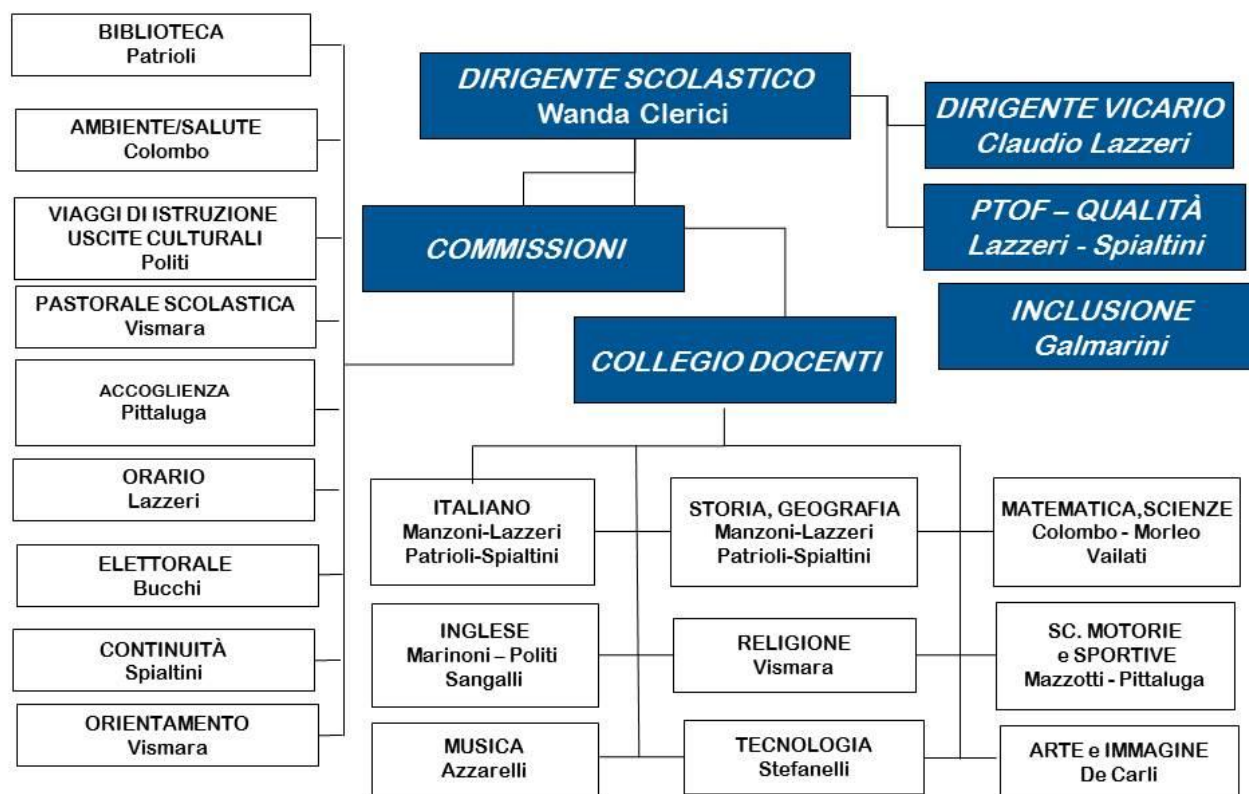 BIBLIOTECA
Patrioli
AMBIENTE/SALUTE
Colombo
VIAGGI DI ISTRUZIONE
USCITE CULTURALI
Politi
PASTORALE SCOLASTICA
Vismara
ACCOGLIENZA
Pittaluga
ORARIO
Lazzeri
ELETTORALE
Bucchi
CONTINUITÀ
Spialtini
ORIENTAMENTO
Vismara
DIRIGENTE SCOLASTICO
Wanda Clerici
DIRIGENTE VICARIO
Claudio Lazzeri
PTOF – QUALITÀ
Lazzeri - Spialtini
INCLUSIONE
Galmarini
COMMISSIONI
COLLEGIO DOCENTI
ITALIANO
Manzoni-Lazzeri
Patrioli-Spialtini
STORIA, GEOGRAFIA
Manzoni-Lazzeri
Patrioli-Spialtini
MATEMATICA,SCIENZE
Colombo - Morleo
Vailati
INGLESE
Marinoni – Politi
Sangalli
RELIGIONE
Vismara
SC. MOTORIE
e SPORTIVE
Mazzotti - Pittaluga
MUSICA
Azzarelli
TECNOLOGIA
Stefanelli
ARTE e IMMAGINE
De Carli